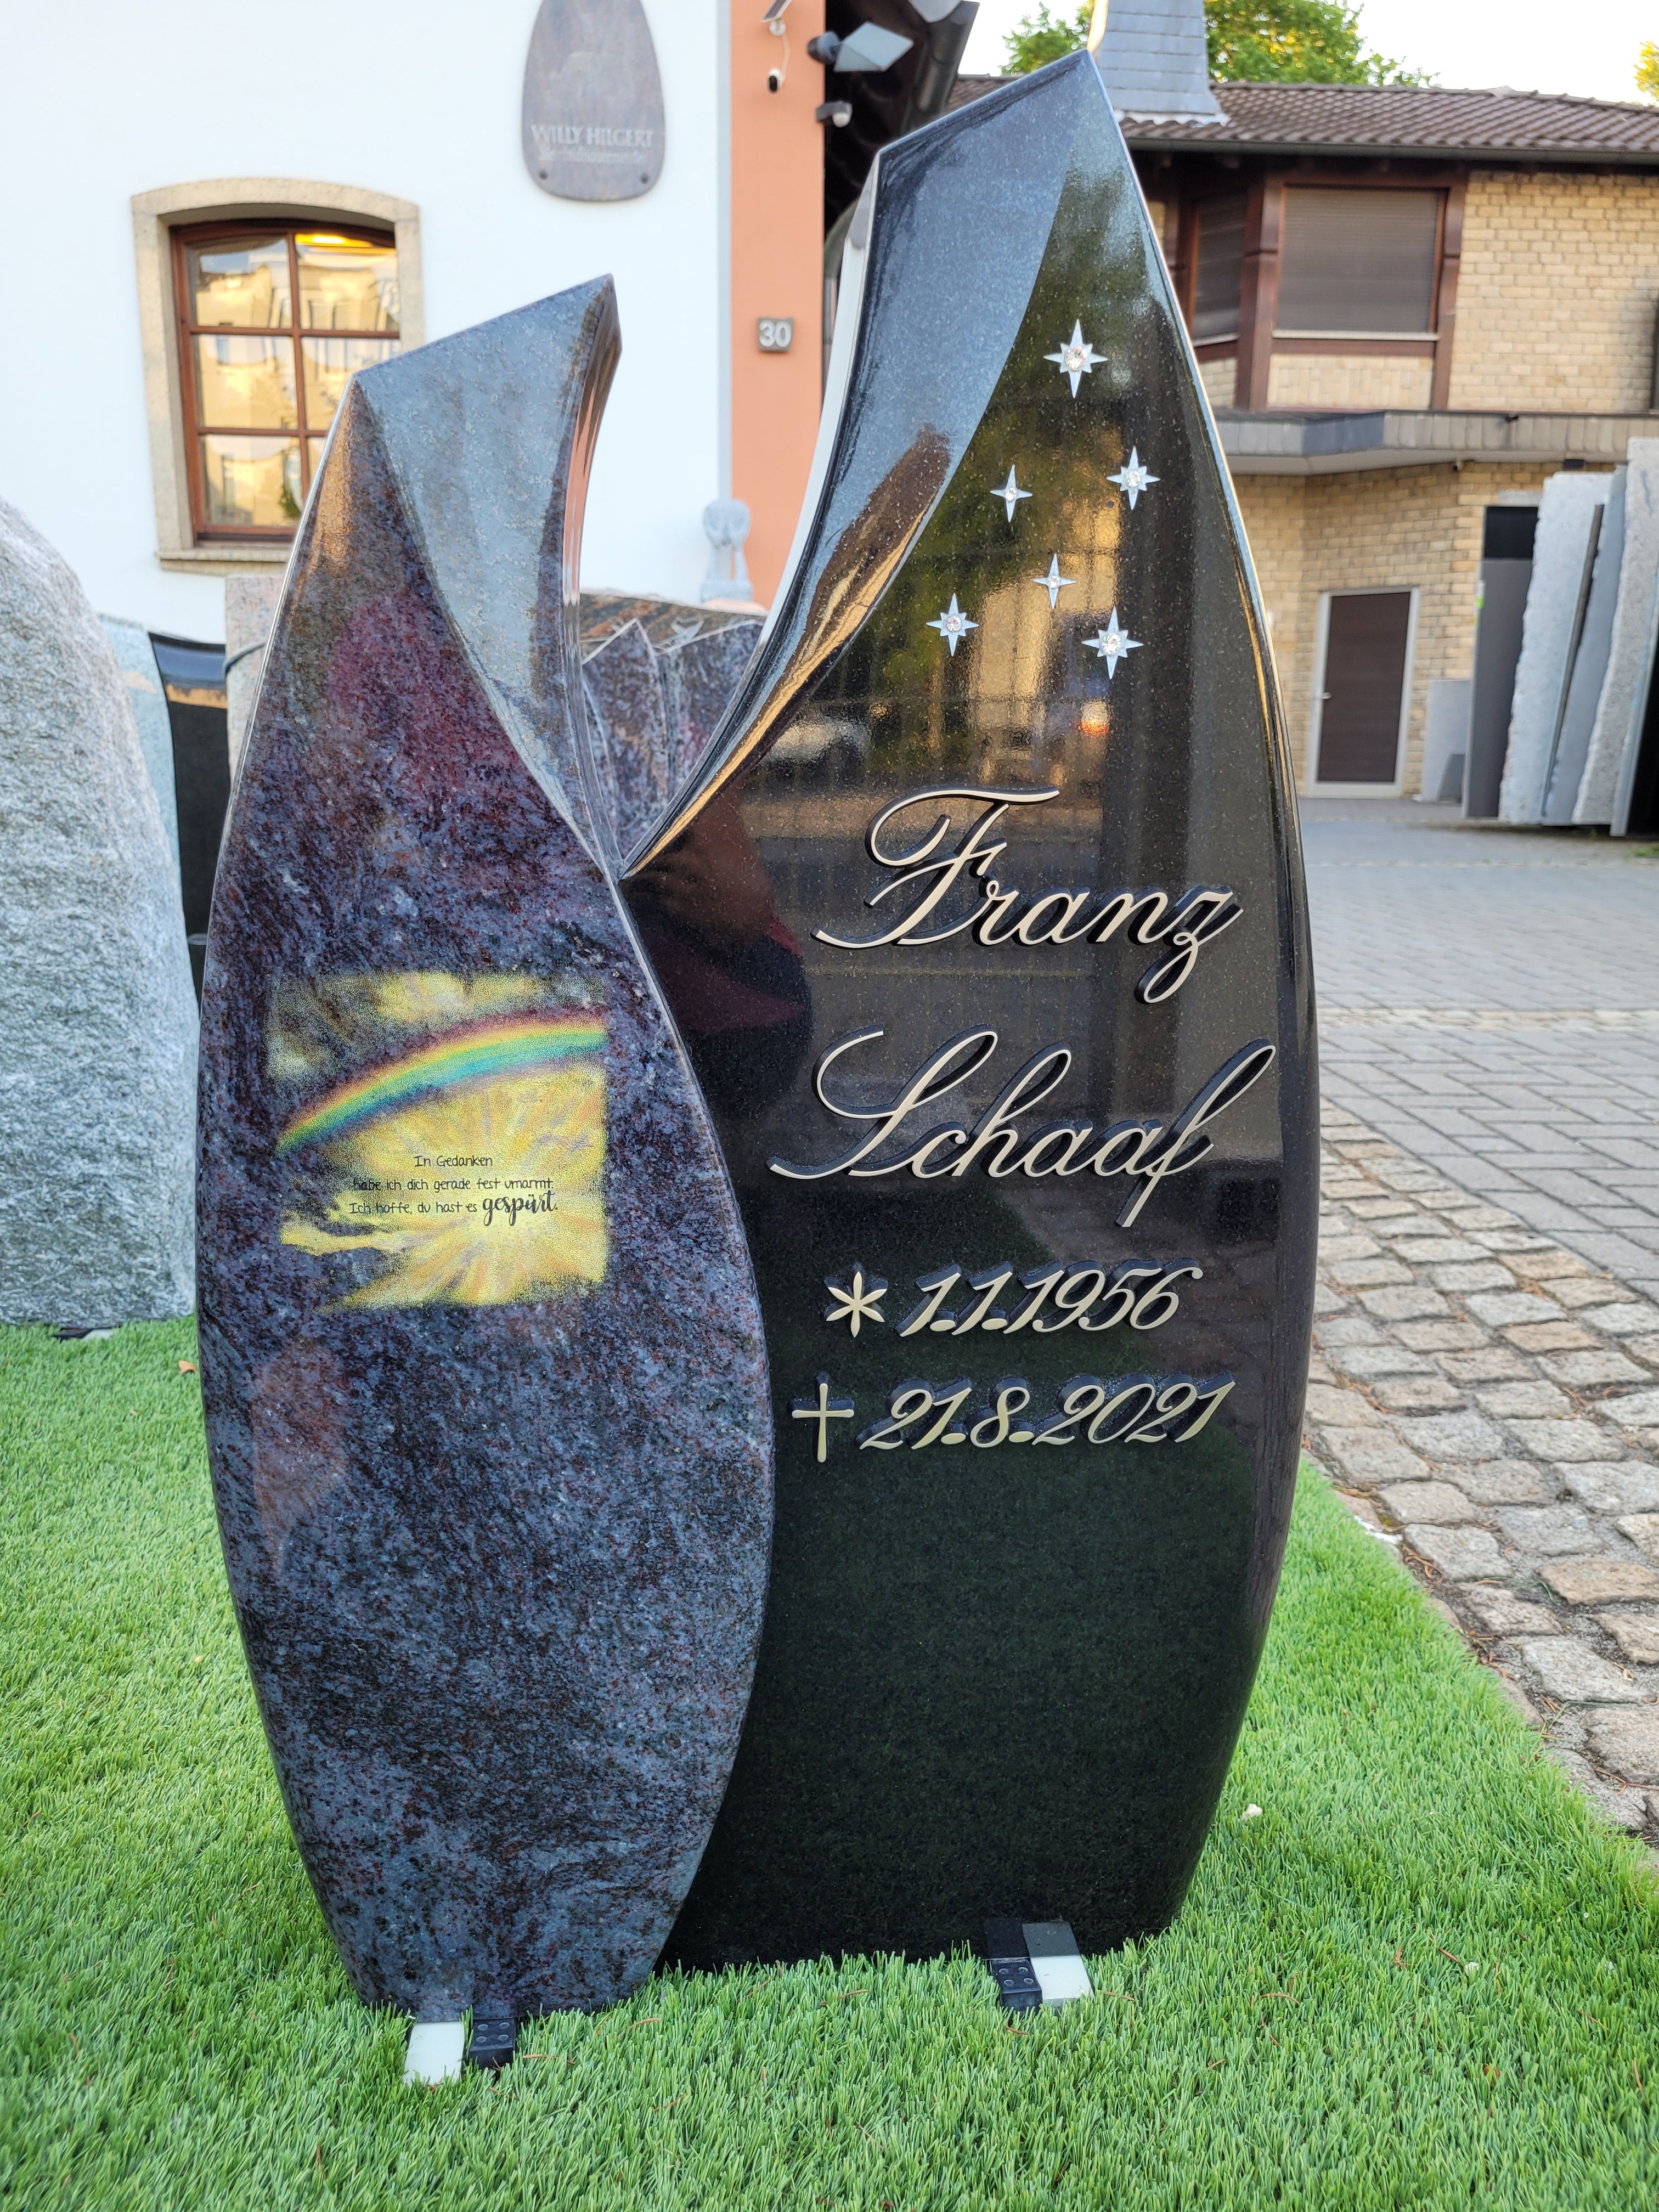 WILLY HILGERT
30
Franz
Schaaf
* 1.1.1956
† 21.8.2021
In Gedanken
habe ich dich gerade fest umarmt.
Ich hoffe, du hast es gespürt.